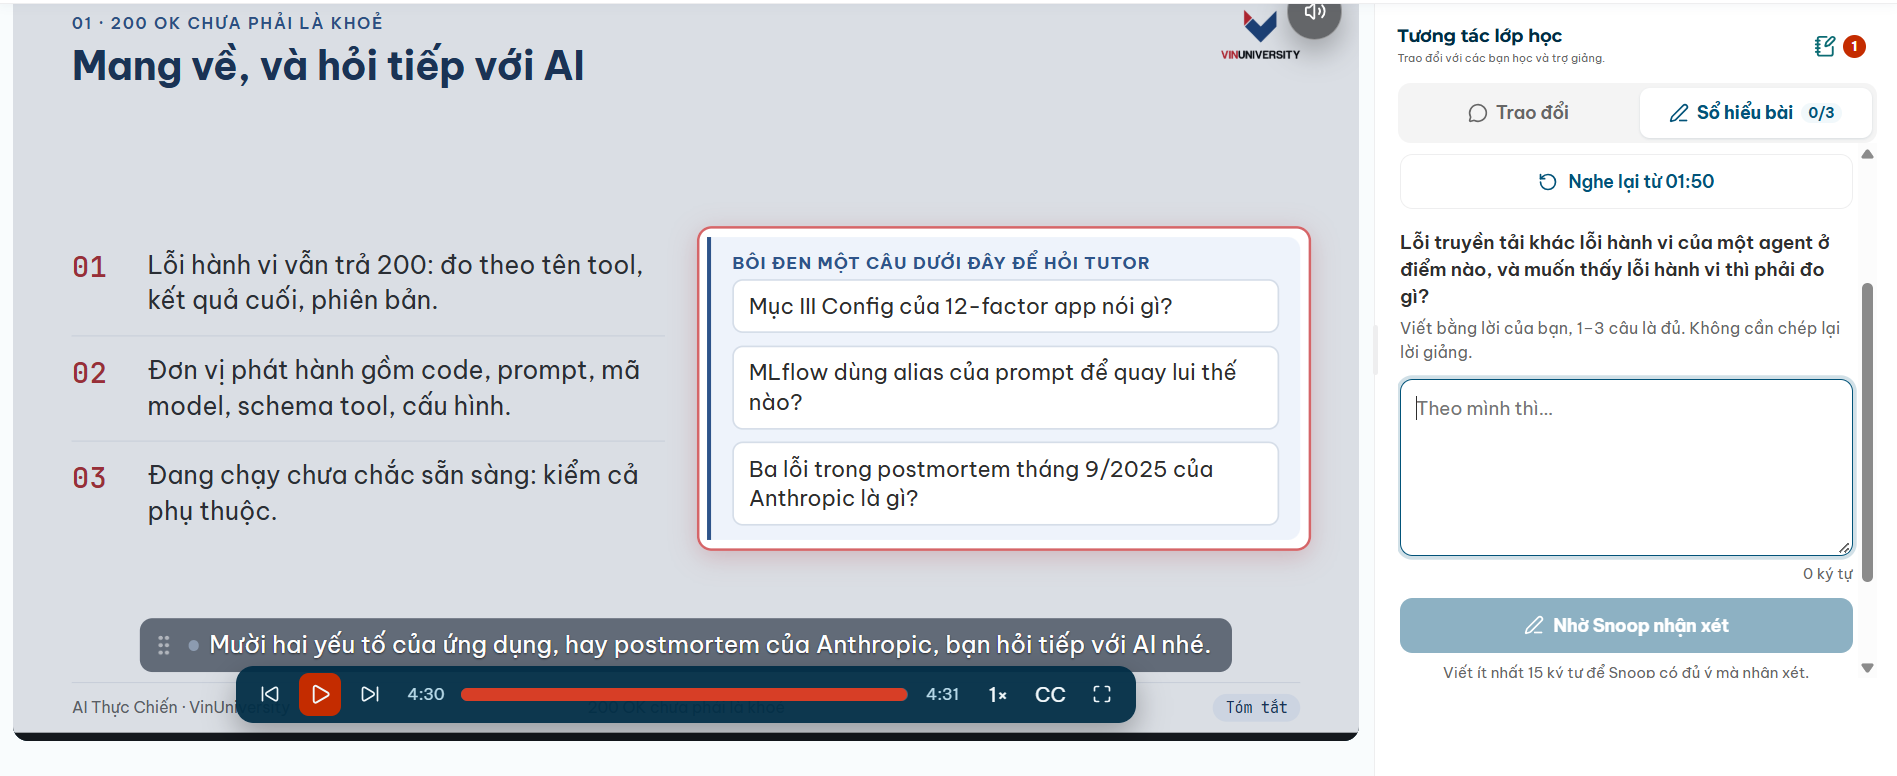 01 · 200 OK CHƯA PHẢI LÀ KHOẺ
Mang về, và hỏi tiếp với AI
VINUNIVERSITY
01
Lỗi hành vi vẫn trả 200: đo theo tên tool,
kết quả cuối, phiên bản.
02
Đơn vị phát hành gồm code, prompt, mã
model, schema tool, cấu hình.
03
Đang chạy chưa chắc sẵn sàng: kiểm cả
phụ thuộc.
BÔI ĐEN MỘT CÂU DƯỚI ĐÂY ĐỂ HỎI TUTOR
Mục III Config của 12-factor app nói gì?
MLflow dùng alias của prompt để quay lui thế
nào?
Ba lỗi trong postmortem tháng 9/2025 của
Anthropic là gì?
Mười hai yếu tố của ứng dụng, hay postmortem của Anthropic, bạn hỏi tiếp với AI nhé.
4:30
4:31
1×
CC
AI Thực Chiến · VinUniversity
200 OK chưa phải là khoẻ
Tóm tắt
Tương tác lớp học
Trao đổi với các bạn học và trợ giảng.
1
Trao đổi
Sổ hiểu bài 0/3
Nghe lại từ 01:50
Lỗi truyền tải khác lỗi hành vi của một agent ở
điểm nào, và muốn thấy lỗi hành vi thì phải đo
gì?
Viết bằng lời của bạn, 1–3 câu là đủ. Không cần chép lại
lời giảng.
Theo mình thì...
0 ký tự
Nhờ Snoop nhận xét
Viết ít nhất 15 ký tự để Snoop có đủ ý mà nhận xét.